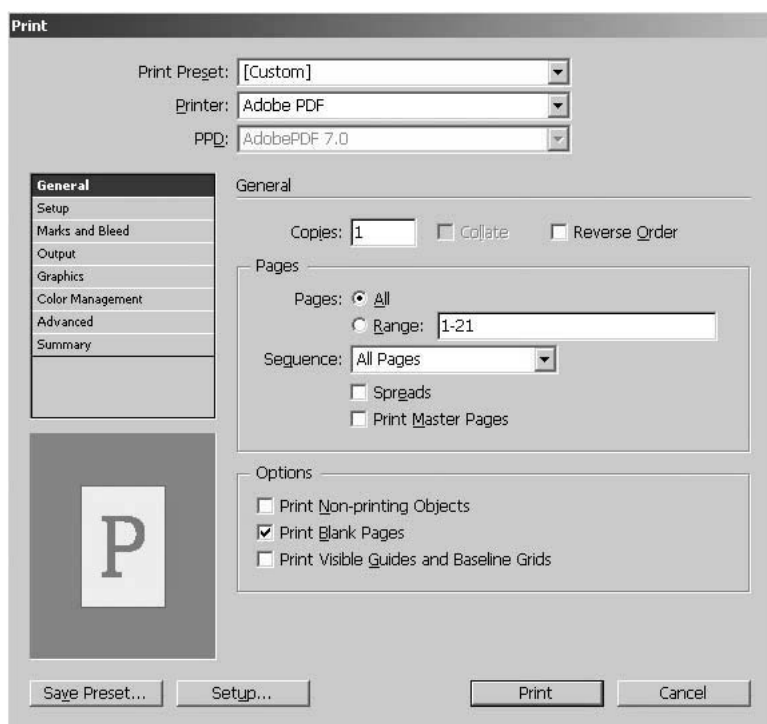 Print
Print Preset: [Custom]
Printer: Adobe PDF
PPD: AdobePDF 7.0
General
Setup
Marks and Bleed
Output
Graphics
Color Management
Advanced
Summary
General
Copies: 1 Collate Reverse Order
Pages
Pages: All
Range: 1-21
Sequence: All Pages
Spreads
Print Master Pages
Options
Print Non-printing Objects
Print Blank Pages
Print Visible Guides and Baseline Grids
P
Save Preset... Setup... Print Cancel